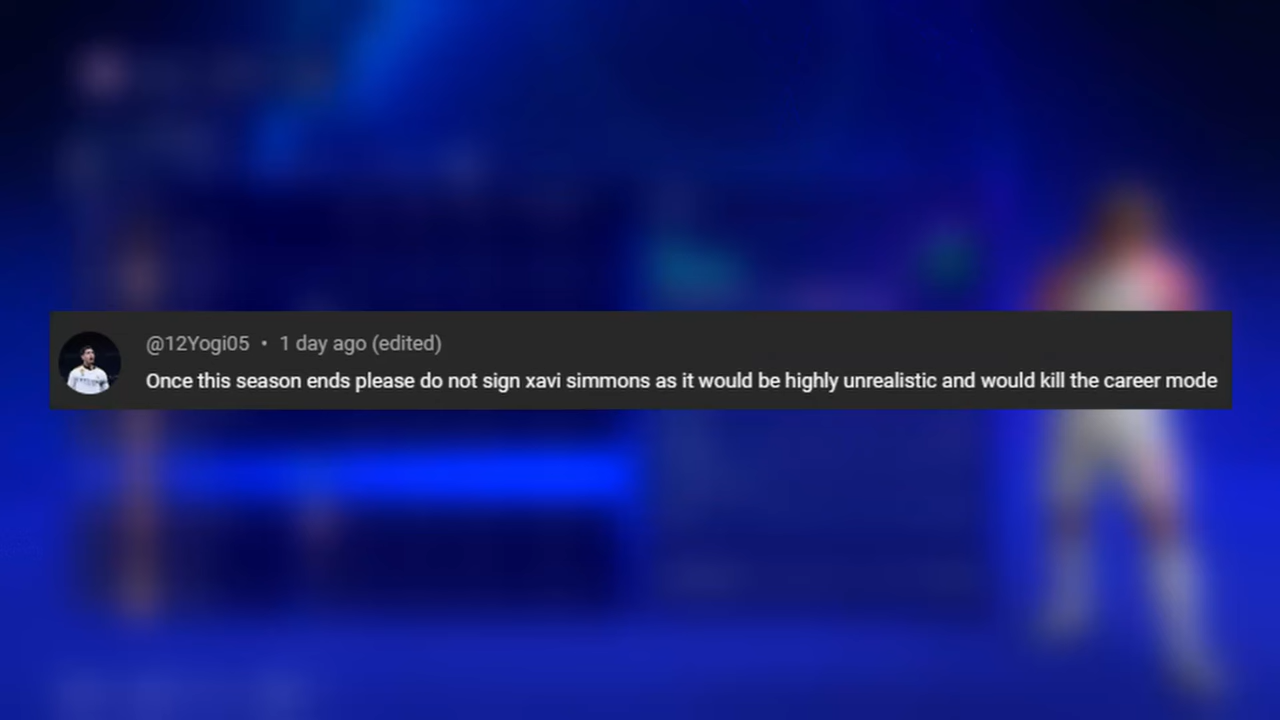 @12Yogi05 • 1 day ago (edited)
Once this season ends please do not sign xavi simmons as it would be highly unrealistic and would kill the career mode